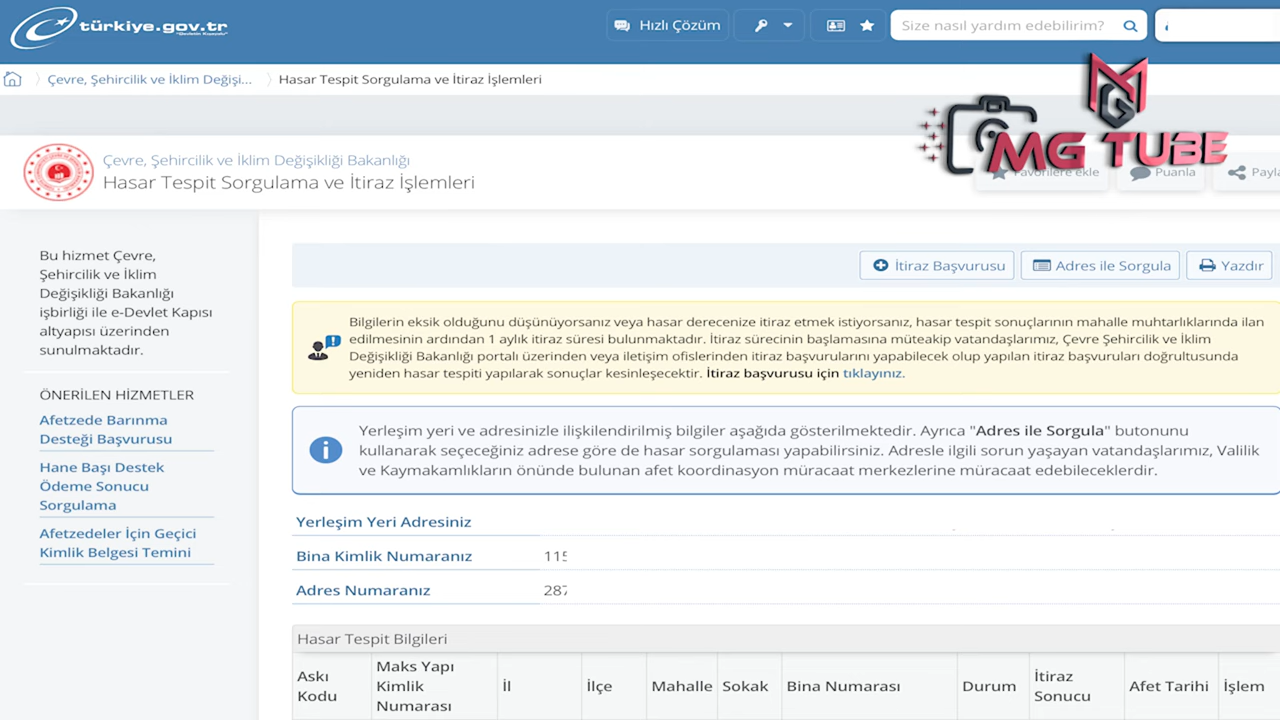 türkiye.gov.tr
"Devletin Kısayolu"
Hızlı Çözüm
Size nasıl yardım edebilirim?
Çevre, Şehircilik ve İklim Değişi...
Hasar Tespit Sorgulama ve İtiraz İşlemleri
MG TUBE
Çevre, Şehircilik ve İklim Değişikliği Bakanlığı
Hasar Tespit Sorgulama ve İtiraz İşlemleri
Favorilere ekle
Puanla
Payla
Bu hizmet Çevre,
Şehircilik ve İklim
Değişikliği Bakanlığı
işbirliği ile e-Devlet Kapısı
altyapısı üzerinden
sunulmaktadır.
ÖNERİLEN HİZMETLER
Afetzede Barınma
Desteği Başvurusu
Hane Başı Destek
Ödeme Sonucu
Sorgulama
Afetzedeler İçin Geçici
Kimlik Belgesi Temini
İtiraz Başvurusu
Adres ile Sorgula
Yazdır
Bilgilerin eksik olduğunu düşünüyorsanız veya hasar derecenize itiraz etmek istiyorsanız, hasar tespit sonuçlarının mahalle muhtarlıklarında ilan
edilmesinin ardından 1 aylık itiraz süresi bulunmaktadır. İtiraz sürecinin başlamasına müteakip vatandaşlarımız, Çevre Şehircilik ve İklim
Değişikliği Bakanlığı portalı üzerinden veya iletişim ofislerinden itiraz başvurularını yapabilecek olup yapılan itiraz başvuruları doğrultusunda
yeniden hasar tespiti yapılarak sonuçlar kesinleşecektir. İtiraz başvurusu için tıklayınız.
Yerleşim yeri ve adresinizle ilişkilendirilmiş bilgiler aşağıda gösterilmektedir. Ayrıca "Adres ile Sorgula" butonunu
kullanarak seçeceğiniz adrese göre de hasar sorgulaması yapabilirsiniz. Adresle ilgili sorun yaşayan vatandaşlarımız, Valilik
ve Kaymakamlıkların önünde bulunan afet koordinasyon müracaat merkezlerine müracaat edebileceklerdir.
Yerleşim Yeri Adresiniz
Bina Kimlik Numaranız 115
Adres Numaranız 287
Hasar Tespit Bilgileri
Askı
Kodu
Maks Yapı
Kimlik
Numarası
İl
İlçe
Mahalle
Sokak
Bina Numarası
Durum
İtiraz
Sonucu
Afet Tarihi
İşlem